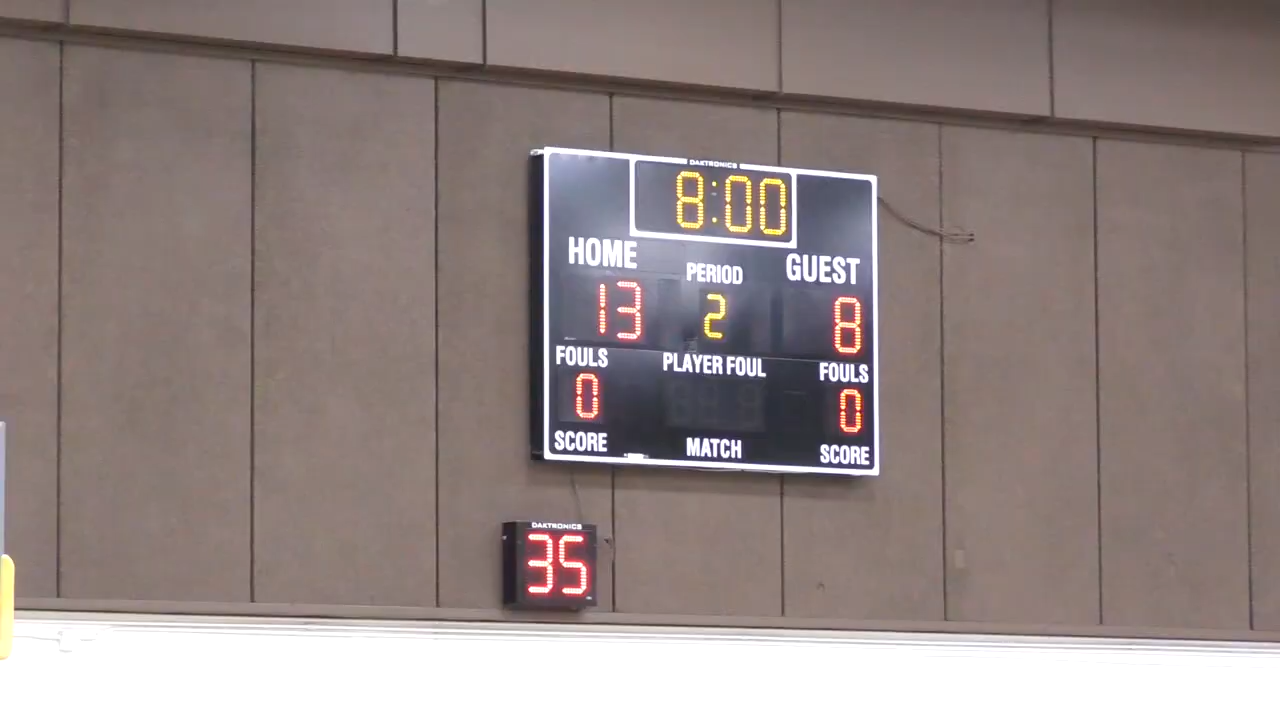 DAKTRONICS
8:00
HOME PERIOD GUEST
13 2 8
FOULS PLAYER FOUL FOULS
0 0
SCORE MATCH SCORE
DAKTRONICS
35